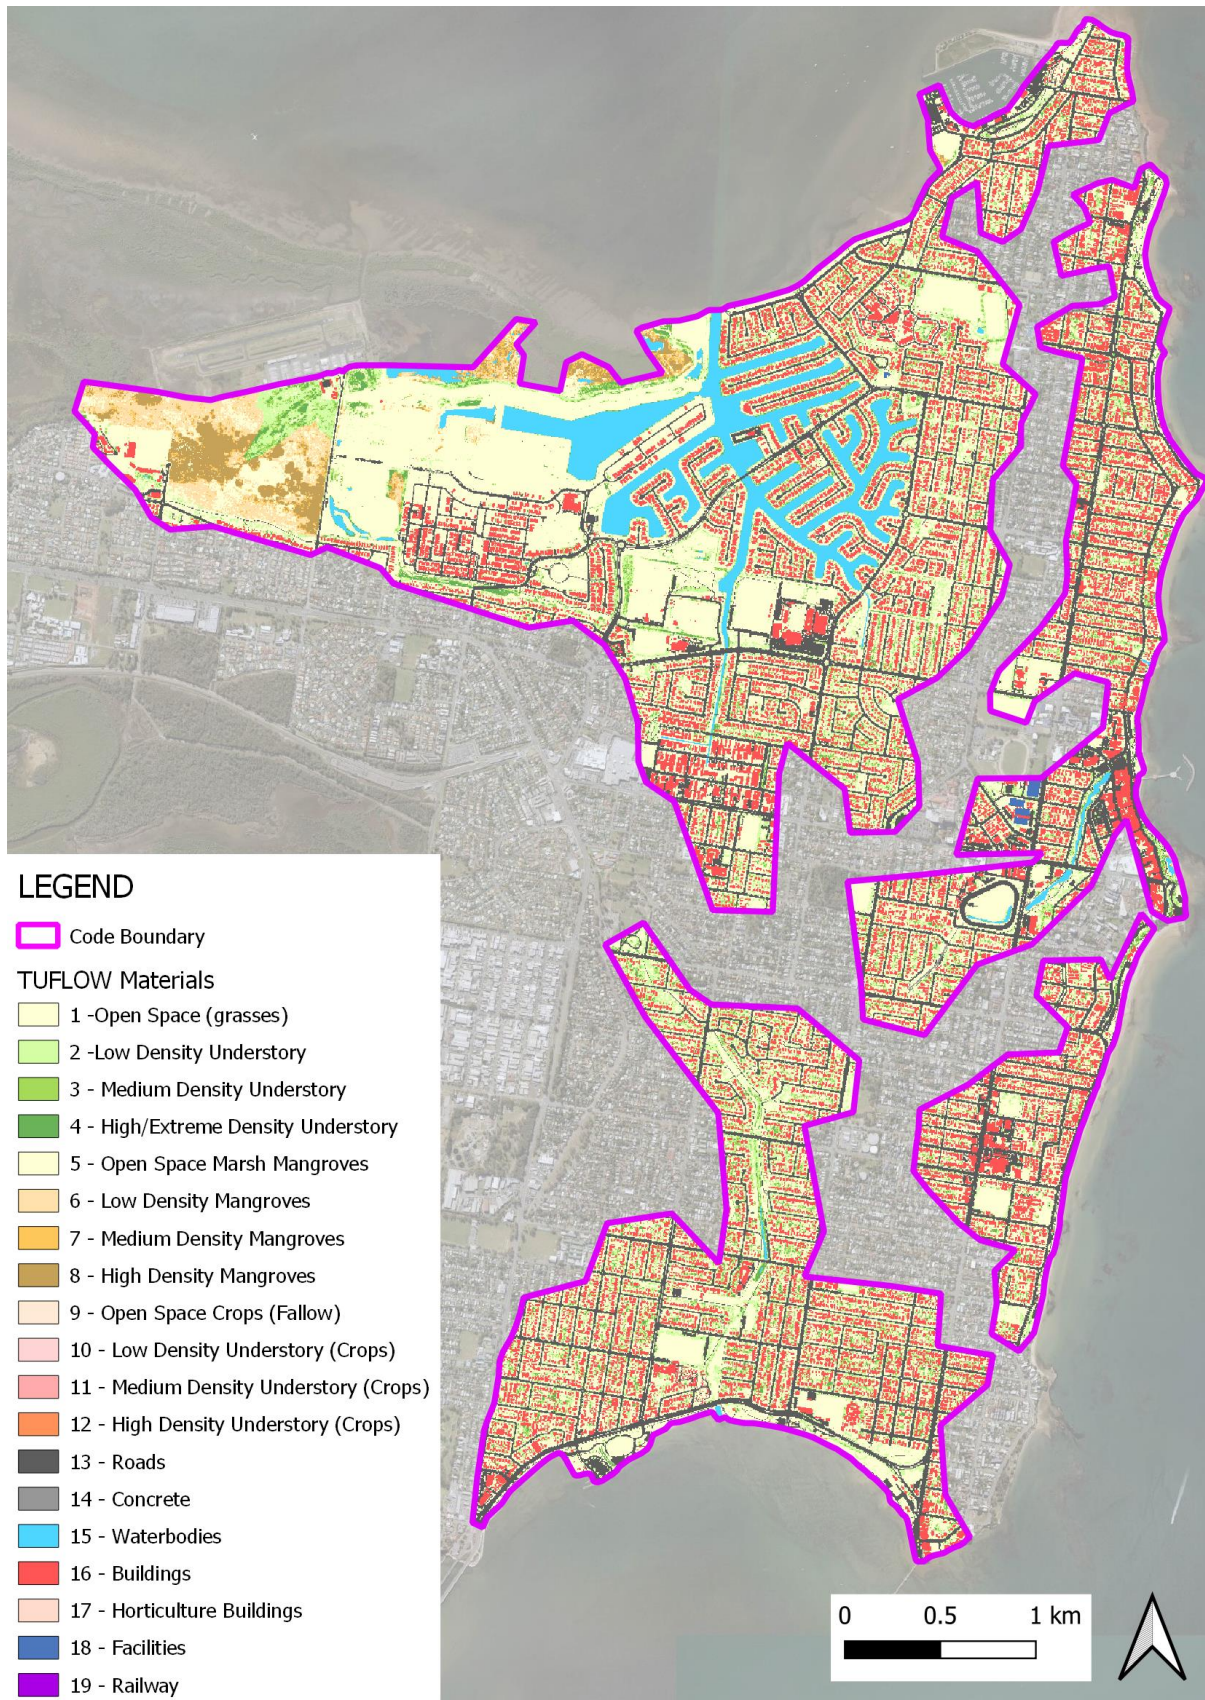 LEGEND
Code Boundary
TUFLOW Materials
1 -Open Space (grasses)
2 -Low Density Understory
3 - Medium Density Understory
4 - High/Extreme Density Understory
5 - Open Space Marsh Mangroves
6 - Low Density Mangroves
7 - Medium Density Mangroves
8 - High Density Mangroves
9 - Open Space Crops (Fallow)
10 - Low Density Understory (Crops)
11 - Medium Density Understory (Crops)
12 - High Density Understory (Crops)
13 - Roads
14 - Concrete
15 - Waterbodies
16 - Buildings
17 - Horticulture Buildings
18 - Facilities
19 - Railway
0 0.5 1 km